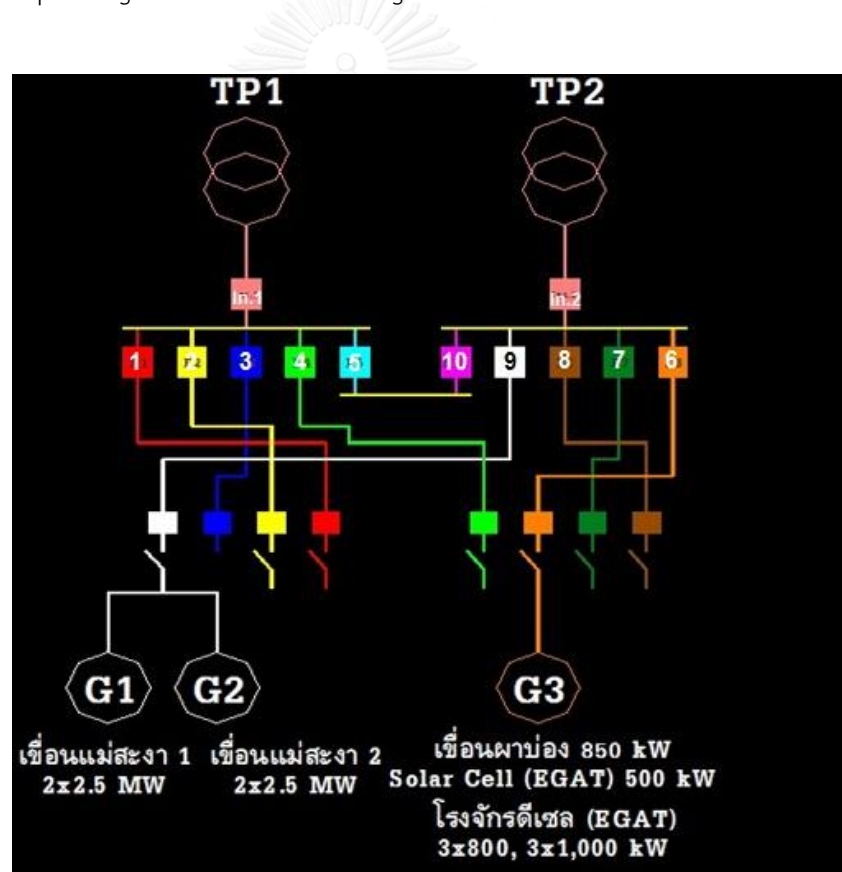 TP1 TP2
In.1 in.2
1 2 3 4 5 10 9 8 7 6
G1 G2 G3
เขื่อนแม่สะงา 1 เขื่อนแม่สะงา 2 เขื่อนผาบ่อง 850 kW
2x2.5 MW 2x2.5 MW Solar Cell (EGAT) 500 kW
โรงจักรดีเซล (EGAT)
3x800, 3x1,000 kW